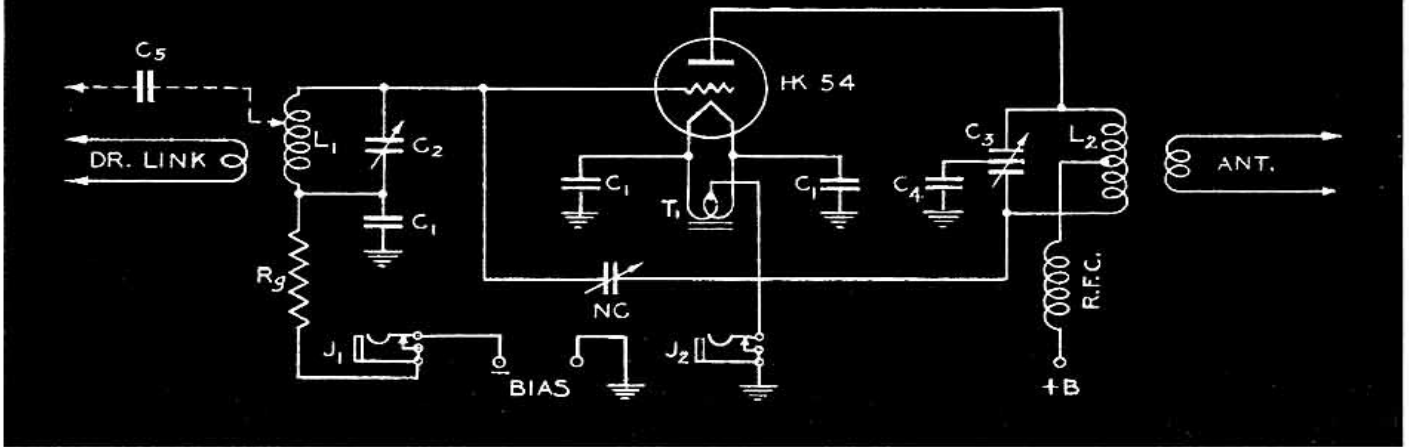 C5
HK 54
DR. LINK
L1
C2
C3
L2
ANT.
C1
C1
C4
T1
C1
Rg
NC
R.F.C.
J1
BIAS
J2
+B